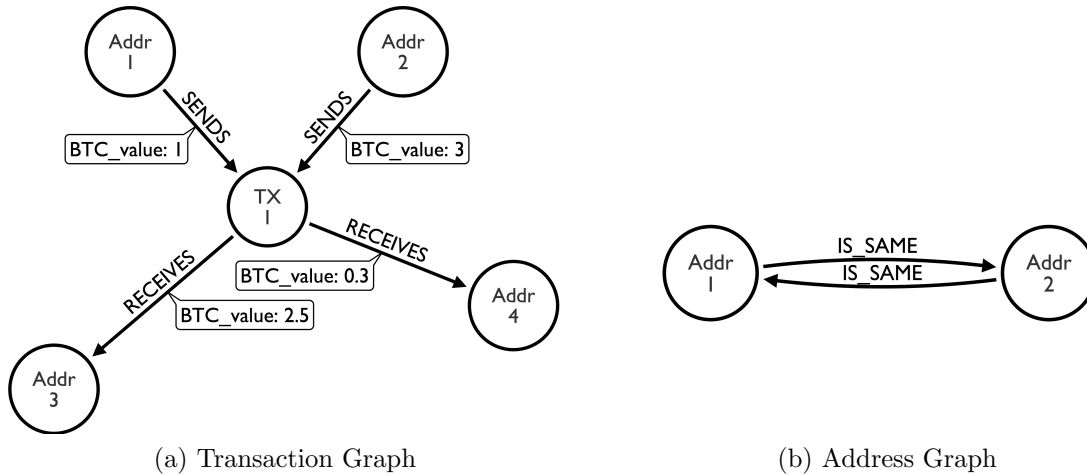 Addr
1
Addr
2
SENDS
SENDS
BTC_value: 1
BTC_value: 3
TX
1
RECEIVES
RECEIVES
BTC_value: 0.3
BTC_value: 2.5
Addr
4
Addr
3
(a) Transaction Graph
Addr
1
IS_SAME
IS_SAME
Addr
2
(b) Address Graph